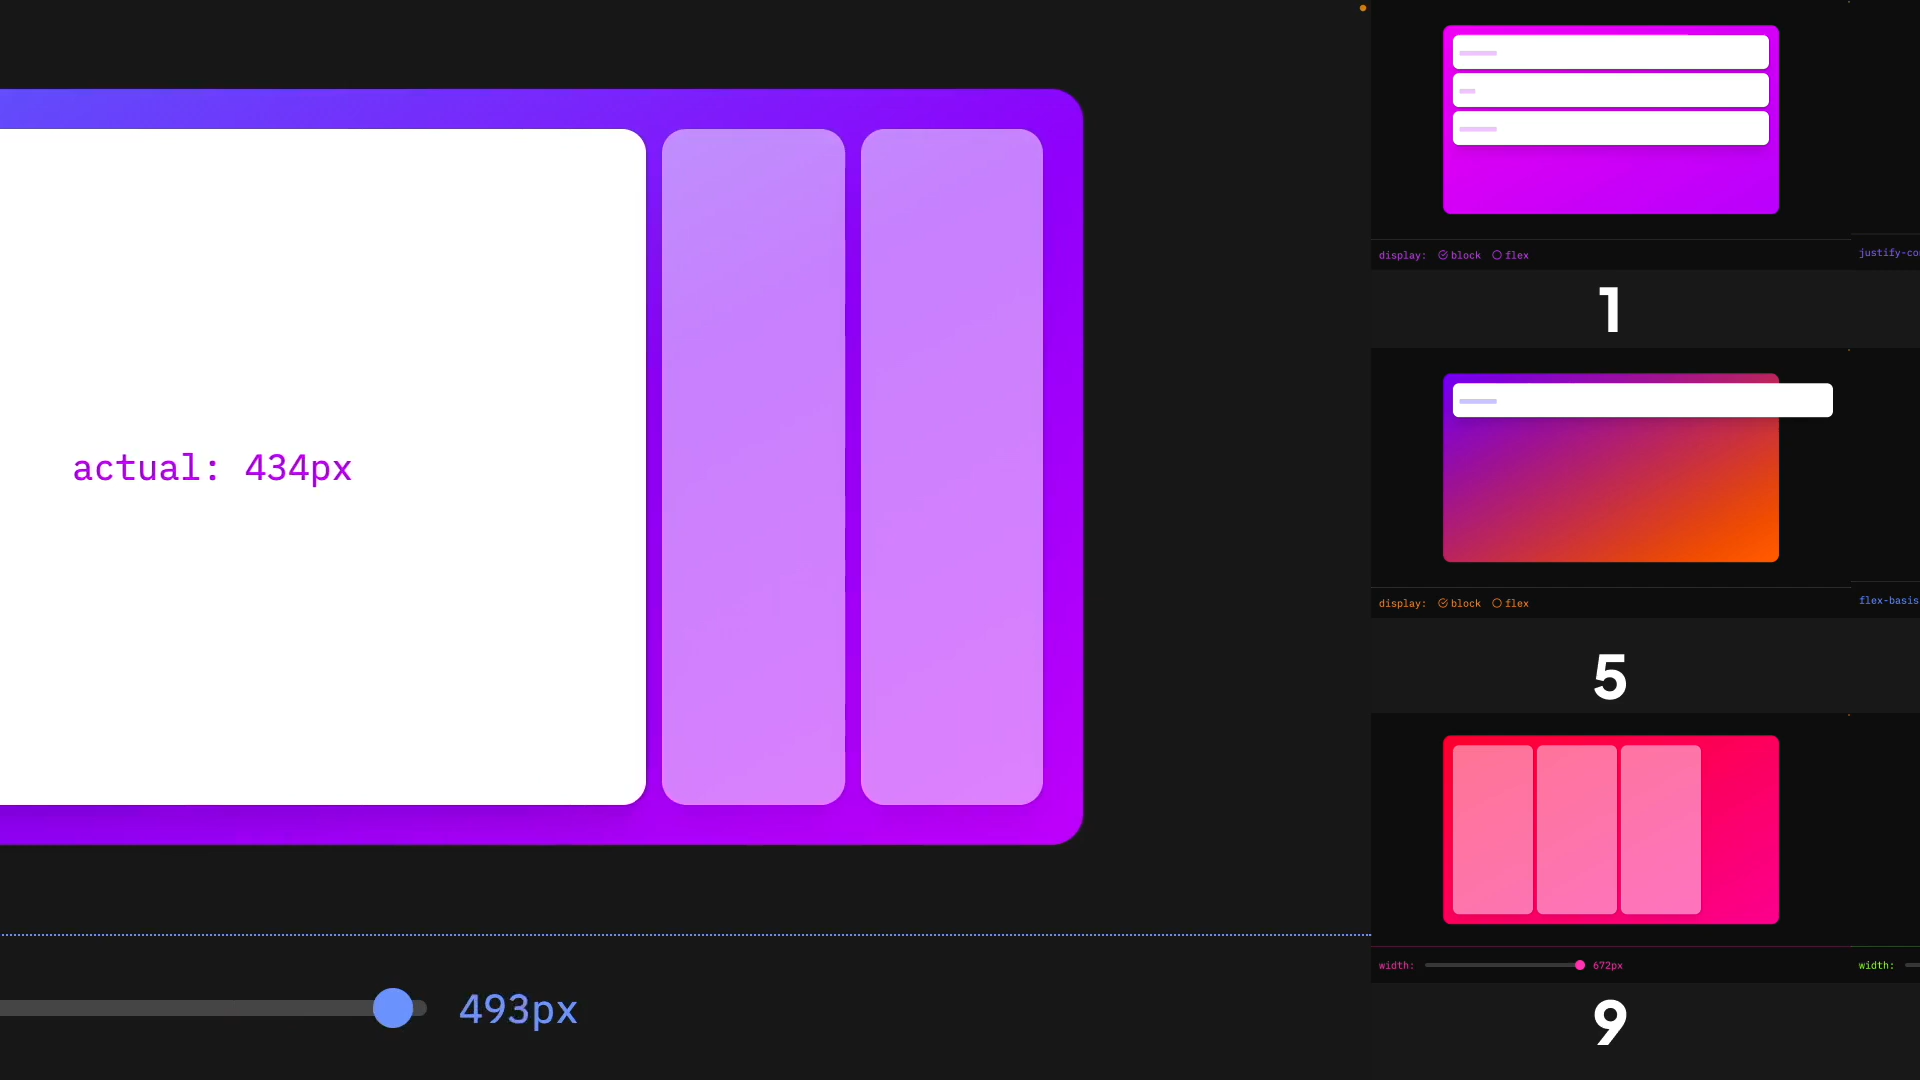 actual: 434px
493px
display: block flex
1
display: block flex
5
width: 672px
9
justify-co
flex-basis
width: